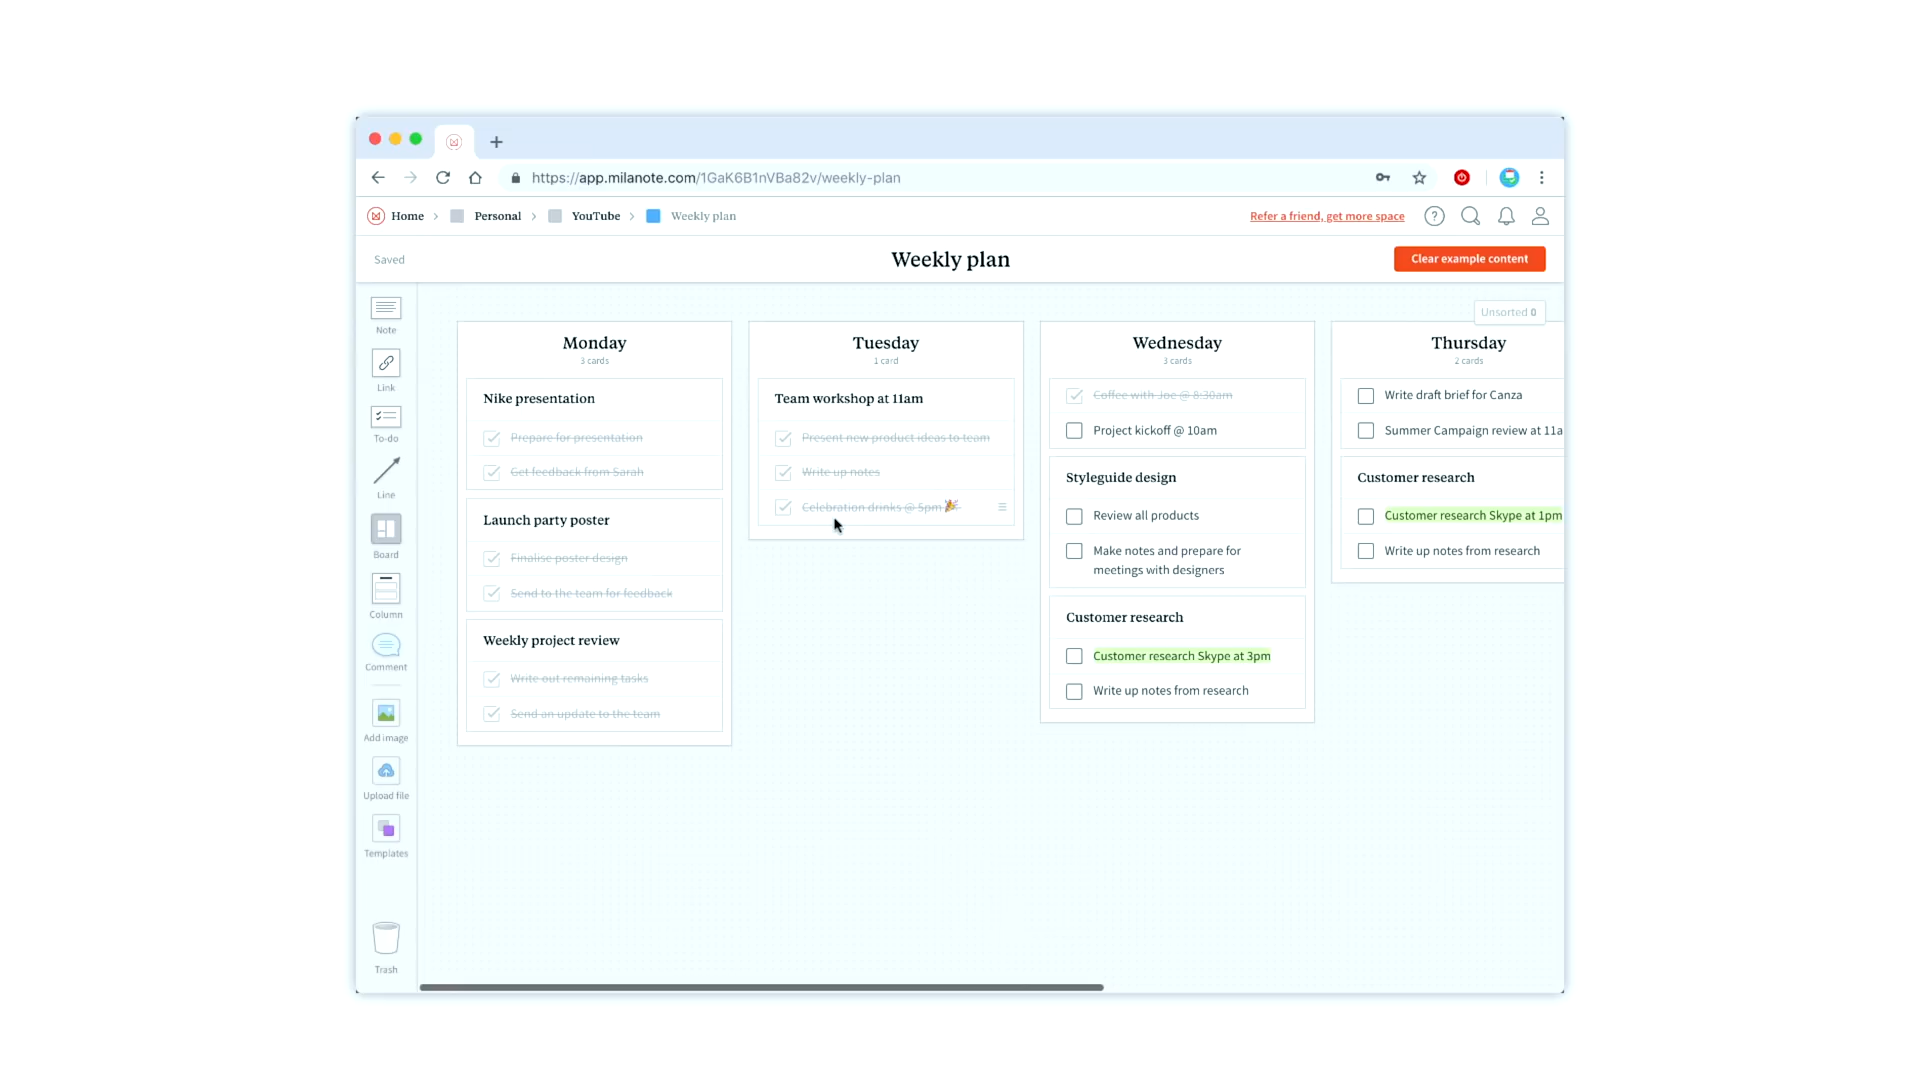 https://app.milanote.com/1GaK6B1nVBa82v/weekly-plan
Home
Personal
YouTube
Weekly plan
Refer a friend, get more space
Saved
Weekly plan
Clear example content
Unsorted 0
Note
Link
To-do
Line
Board
Column
Comment
Add image
Upload file
Templates
Trash
Monday
3 cards
Nike presentation
Prepare for presentation
Get feedback from Sarah
Launch party poster
Finalise poster design
Send to the team for feedback
Weekly project review
Write out remaining tasks
Send an update to the team
Tuesday
1 card
Team workshop at 11am
Present new product ideas to team
Write up notes
Celebration drinks @ 5pm 🎉
Wednesday
3 cards
Coffee with Joe @ 8:30am
Project kickoff @ 10am
Styleguide design
Review all products
Make notes and prepare for
meetings with designers
Customer research
Customer research Skype at 3pm
Write up notes from research
Thursday
2 cards
Write draft brief for Canza
Summer Campaign review at 11a
Customer research
Customer research Skype at 1pm
Write up notes from research